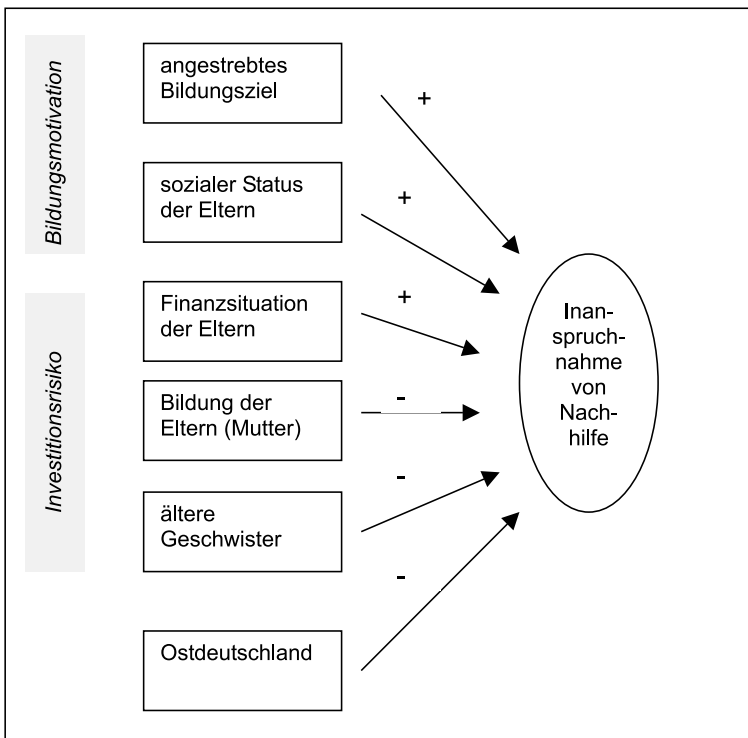 Bildungsmotivation
angestrebtes
Bildungsziel
+
sozialer Status
der Eltern
+
Investitionsrisiko
Finanzsituation
der Eltern
+
Bildung der
Eltern (Mutter)
-
ältere
Geschwister
-
Ostdeutschland
-
Inan-
spruch-
nahme
von
Nach-
hilfe